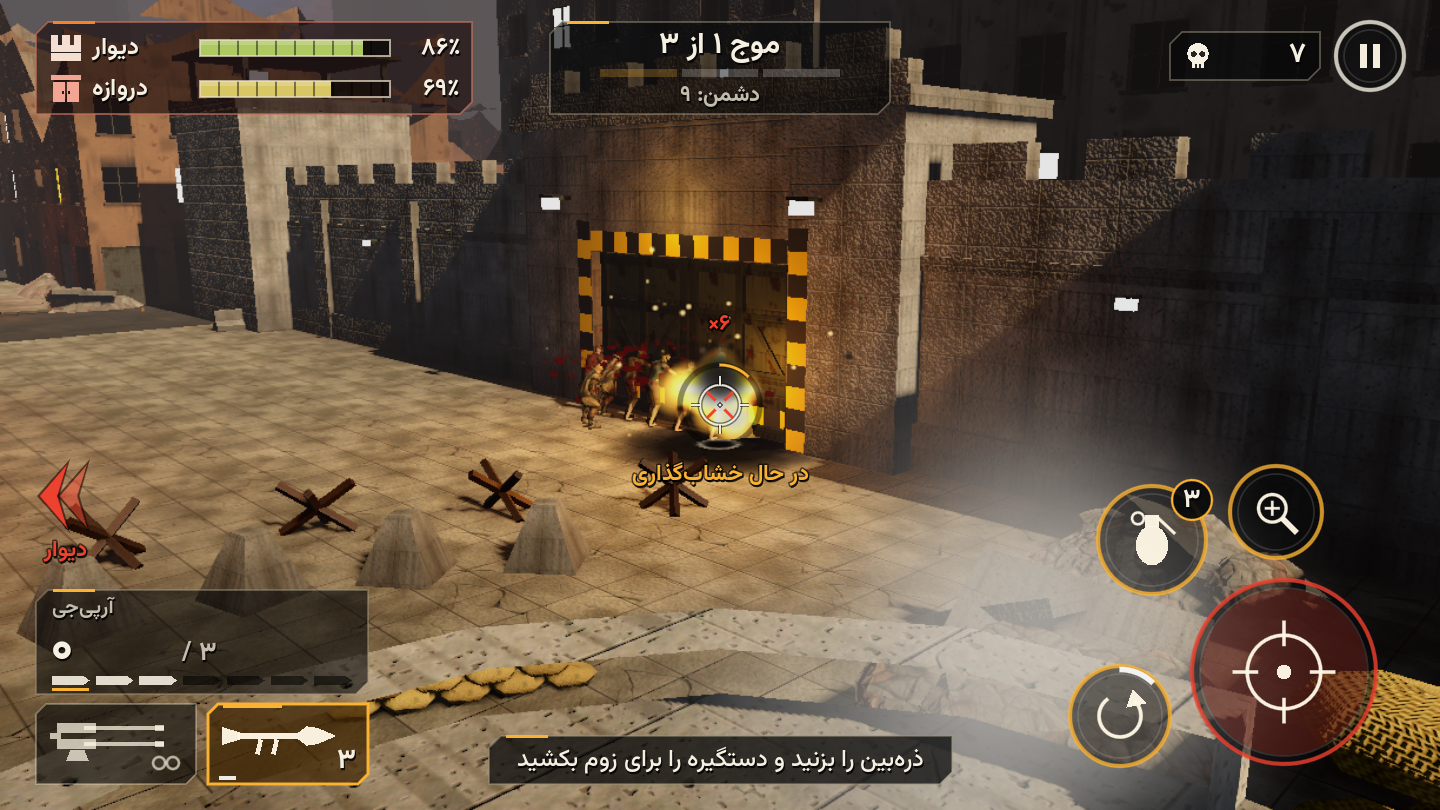 دیوار ۸۶٪
دروازه ۶۹٪
موج ۱ از ۳
دشمن: ۹
۷
×۶
در حال خشاب‌گذاری
دیوار
۳
آرپی‌جی
۰ / ۳
∞
۳
ذره‌بین را بزنید و دستگیره را برای زوم بکشید